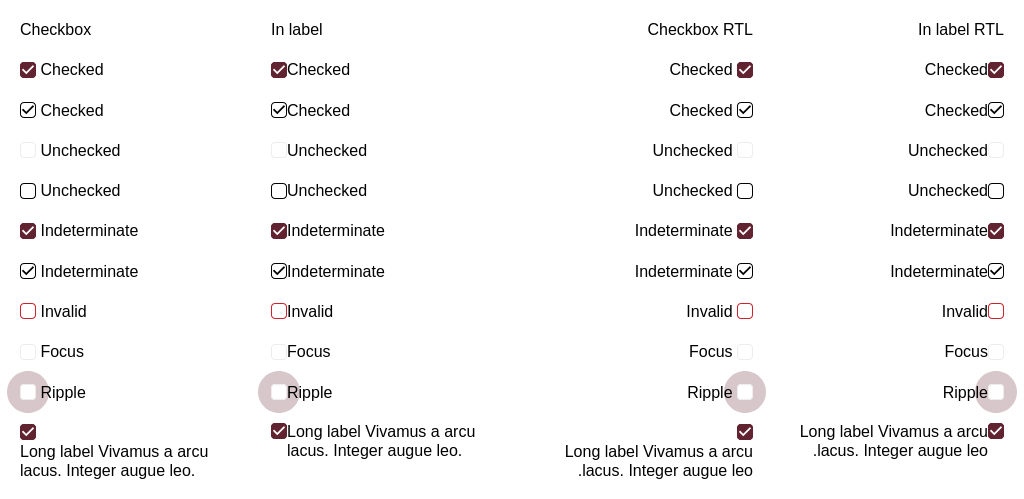 Checkbox
Checked
Checked
Unchecked
Unchecked
Indeterminate
Indeterminate
Invalid
Focus
Ripple
Long label Vivamus a arcu
lacus. Integer augue leo.
In label
Checked
Checked
Unchecked
Unchecked
Indeterminate
Indeterminate
Invalid
Focus
Ripple
Long label Vivamus a arcu
lacus. Integer augue leo.
Checkbox RTL
Checked
Checked
Unchecked
Unchecked
Indeterminate
Indeterminate
Invalid
Focus
Ripple
Long label Vivamus a arcu
.lacus. Integer augue leo
In label RTL
Checked
Checked
Unchecked
Unchecked
Indeterminate
Indeterminate
Invalid
Focus
Ripple
Long label Vivamus a arcu
.lacus. Integer augue leo